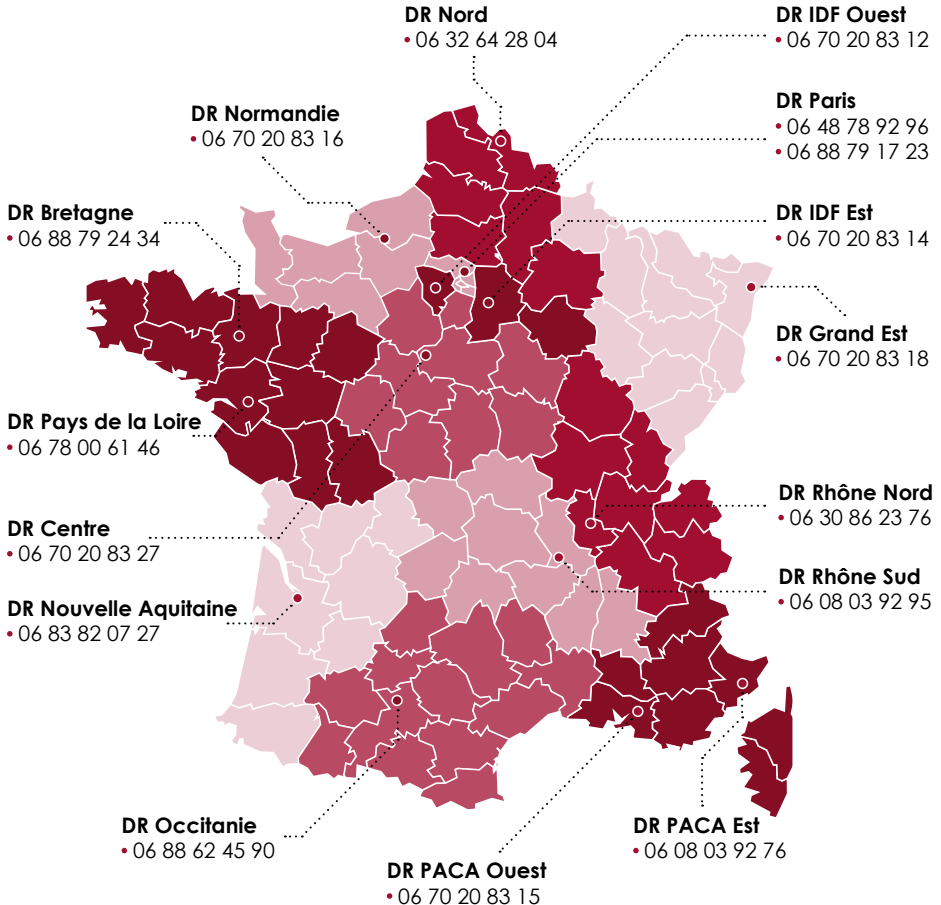 DR Nord
• 06 32 64 28 04
DR IDF Ouest
• 06 70 20 83 12
DR Normandie
• 06 70 20 83 16
DR Paris
• 06 48 78 92 96
• 06 88 79 17 23
DR Bretagne
• 06 88 79 24 34
DR IDF Est
• 06 70 20 83 14
DR Grand Est
• 06 70 20 83 18
DR Pays de la Loire
• 06 78 00 61 46
DR Rhône Nord
• 06 30 86 23 76
DR Centre
• 06 70 20 83 27
DR Rhône Sud
• 06 08 03 92 95
DR Nouvelle Aquitaine
• 06 83 82 07 27
DR Occitanie
• 06 88 62 45 90
DR PACA Est
• 06 08 03 92 76
DR PACA Ouest
• 06 70 20 83 15